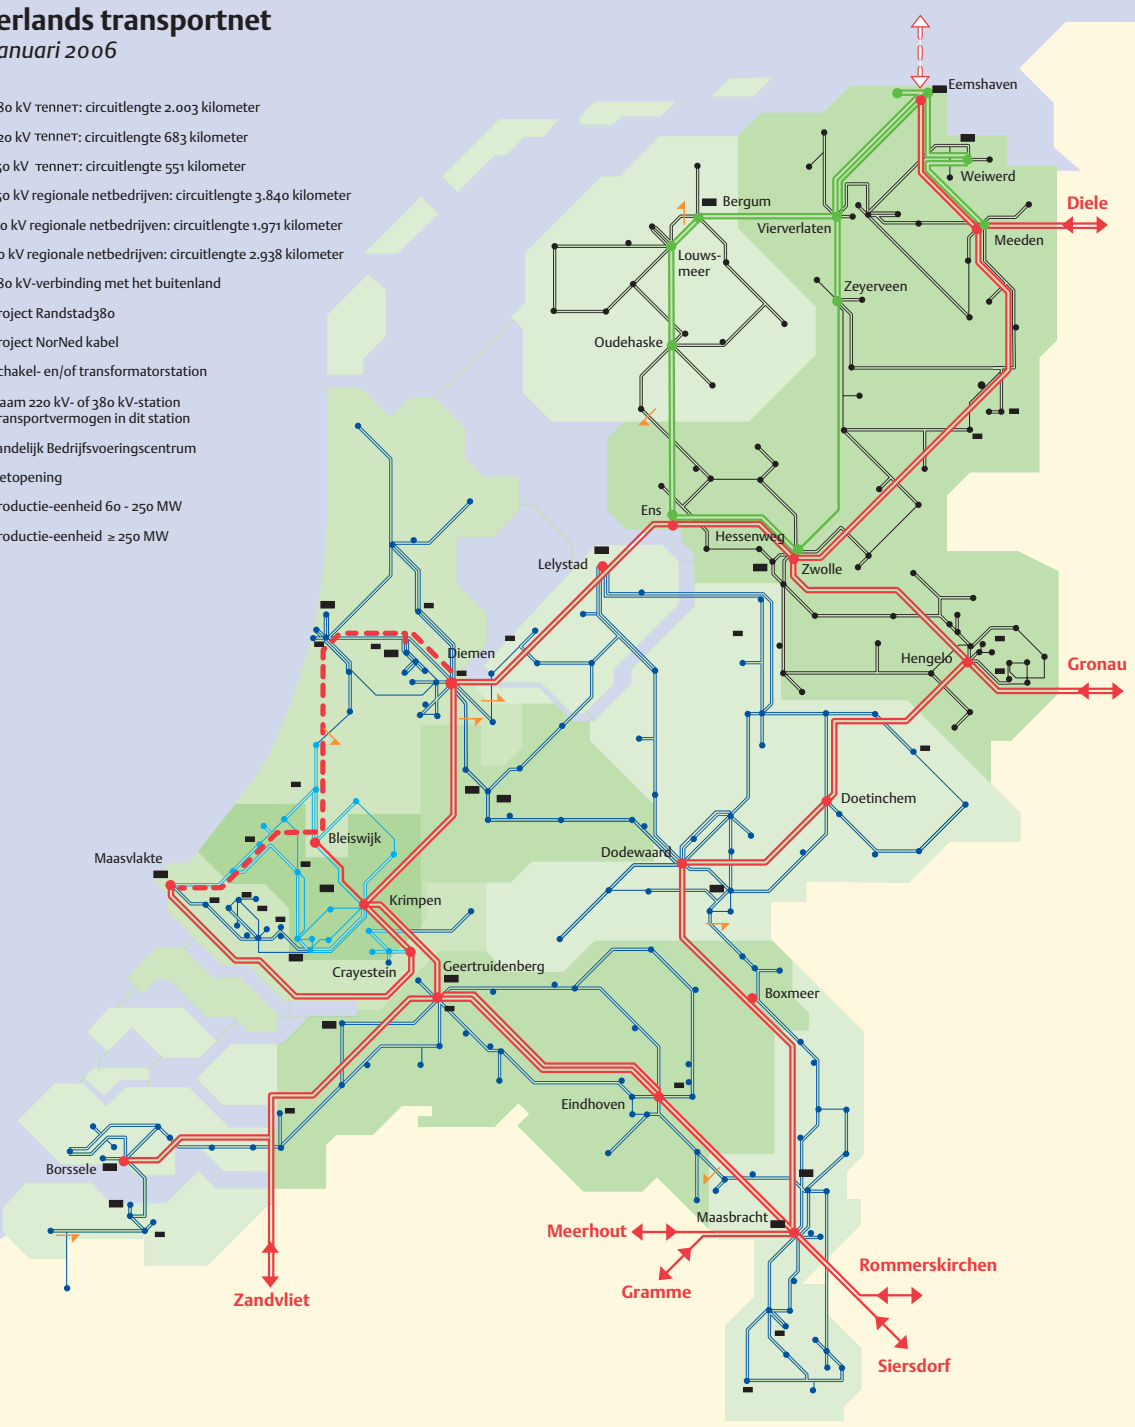 erlands transportnet
anuari 2006
80 kV TENNET: circuitlengte 2.003 kilometer
20 kV TENNET: circuitlengte 683 kilometer
50 kV TENNET: circuitlengte 551 kilometer
50 kV regionale netbedrijven: circuitlengte 3.840 kilometer
0 kV regionale netbedrijven: circuitlengte 1.971 kilometer
0 kV regionale netbedrijven: circuitlengte 2.938 kilometer
80 kV-verbinding met het buitenland
roject Randstad380
roject NorNed kabel
chakel- en/of transformatorstation
aam 220 kV- of 380 kV-station
ransportvermogen in dit station
andelijk Bedrijfsvoeringscentrum
etopening
roductie-eenheid 60 - 250 MW
roductie-eenheid ≥ 250 MW
Eemshaven
Weiwerd
Bergum
Diele
Vierverlaten
Meeden
Louws-
meer
Zeyerveen
Oudehaske
Ens
Hessenweg
Lelystad
Zwolle
Diemen
Hengelo
Gronau
Doetinchem
Bleiswijk
Dodewaard
Maasvlakte
Krimpen
Crayestein
Geertruidenberg
Boxmeer
Eindhoven
Borssele
Maasbracht
Meerhout
Rommerskirchen
Gramme
Zandvliet
Siersdorf